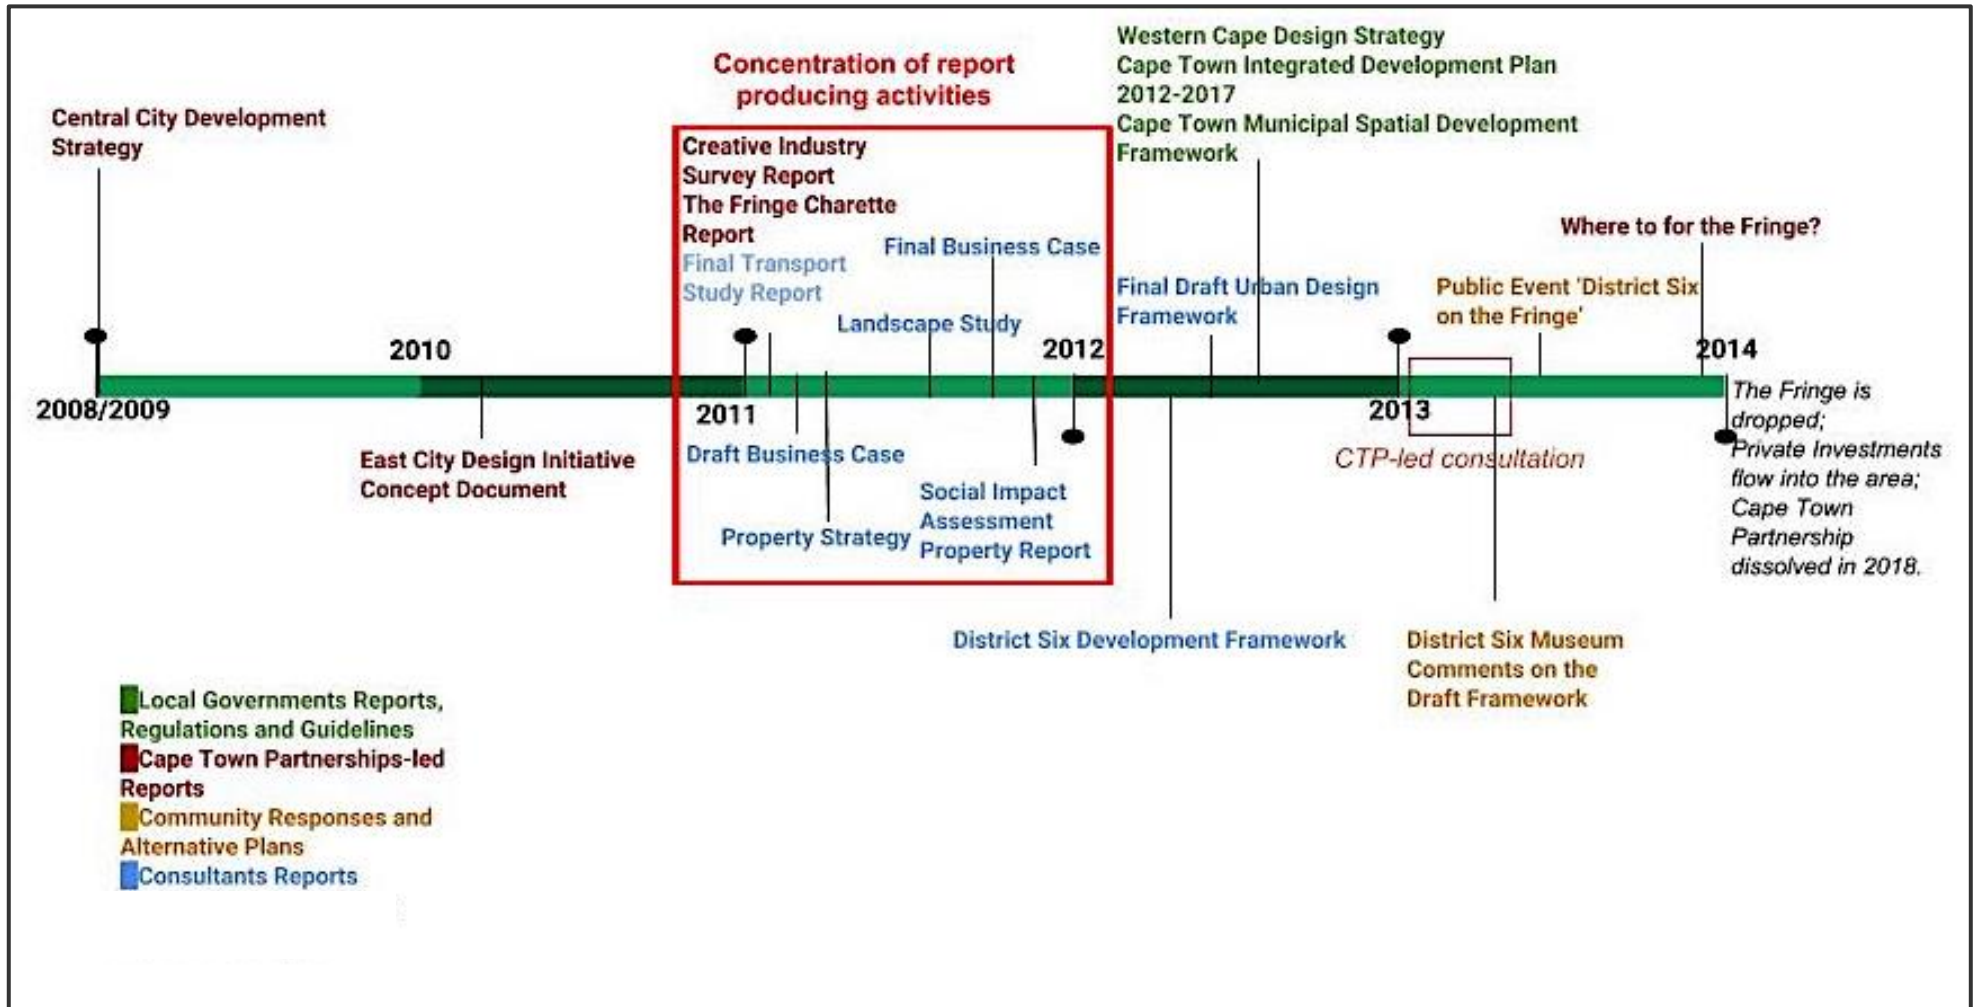 Central City Development
Strategy
Concentration of report
producing activities
Western Cape Design Strategy
Cape Town Integrated Development Plan
2012-2017
Cape Town Municipal Spatial Development
Framework
Creative Industry
Survey Report
The Fringe Charette
Report
Final Transport
Study Report
Final Business Case
Landscape Study
Final Draft Urban Design
Framework
Where to for the Fringe?
Public Event 'District Six
on the Fringe'
2008/2009
2010
2011
2012
2013
2014
East City Design Initiative
Concept Document
Draft Business Case
Property Strategy
Social Impact
Assessment
Property Report
CTP-led consultation
The Fringe is
dropped;
Private Investments
flow into the area;
Cape Town
Partnership
dissolved in 2018.
District Six Development Framework
District Six Museum
Comments on the
Draft Framework
Local Governments Reports,
Regulations and Guidelines
Cape Town Partnerships-led
Reports
Community Responses and
Alternative Plans
Consultants Reports